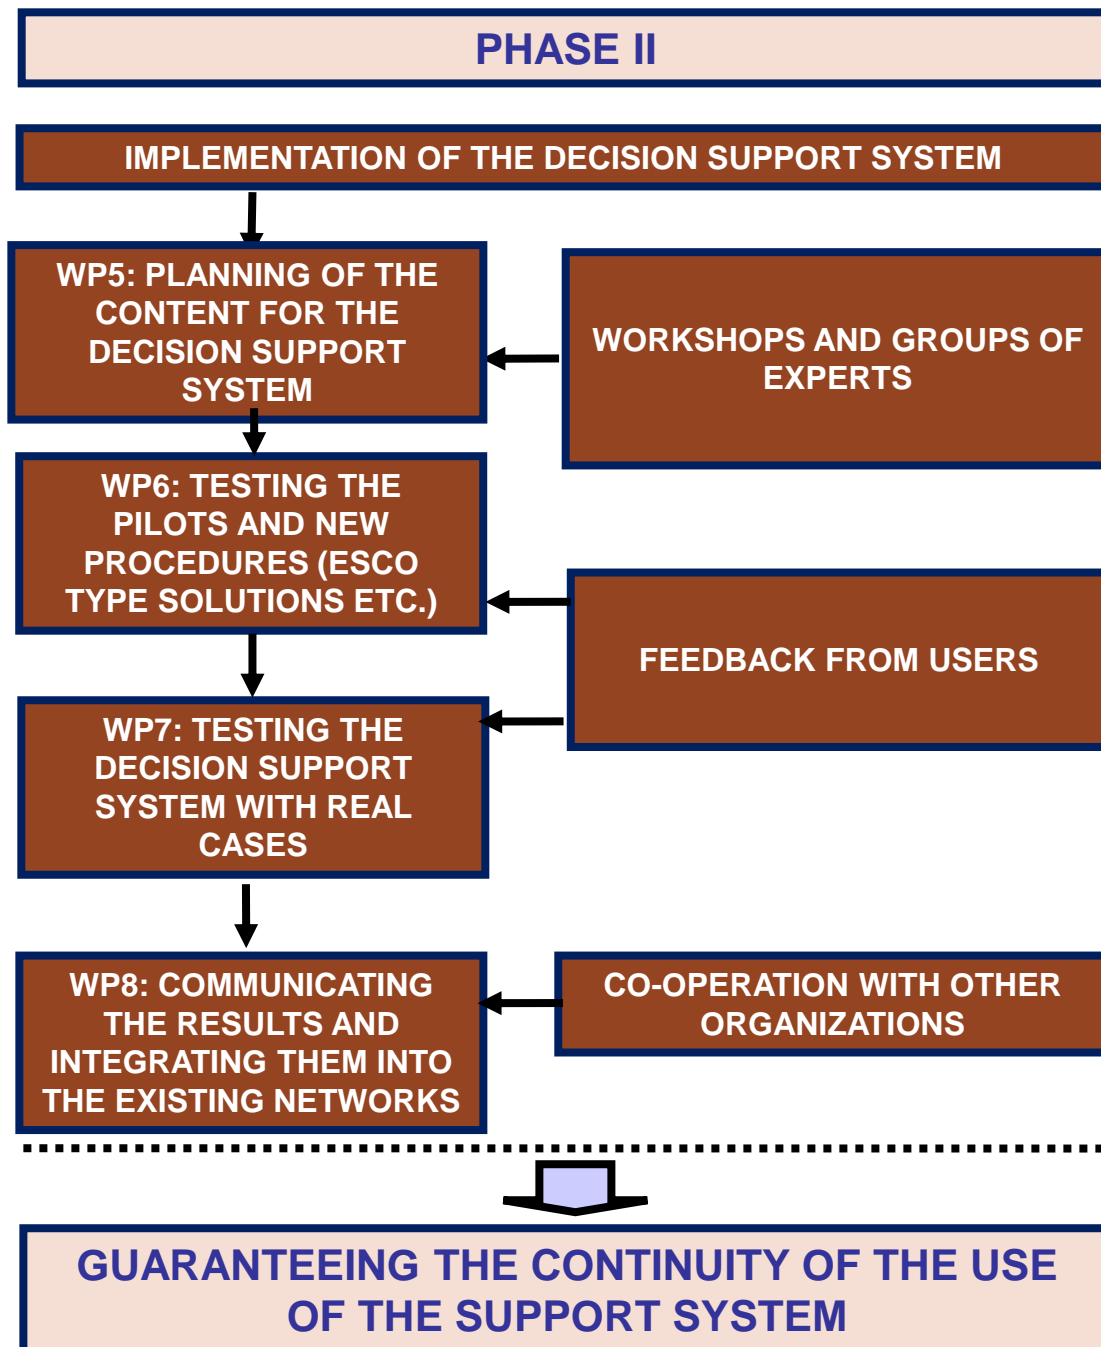 PHASE II
IMPLEMENTATION OF THE DECISION SUPPORT SYSTEM
WP5: PLANNING OF THE
CONTENT FOR THE
DECISION SUPPORT
SYSTEM
WORKSHOPS AND GROUPS OF
EXPERTS
WP6: TESTING THE
PILOTS AND NEW
PROCEDURES (ESCO
TYPE SOLUTIONS ETC.)
FEEDBACK FROM USERS
WP7: TESTING THE
DECISION SUPPORT
SYSTEM WITH REAL
CASES
WP8: COMMUNICATING
THE RESULTS AND
INTEGRATING THEM INTO
THE EXISTING NETWORKS
CO-OPERATION WITH OTHER
ORGANIZATIONS
GUARANTEEING THE CONTINUITY OF THE USE
OF THE SUPPORT SYSTEM